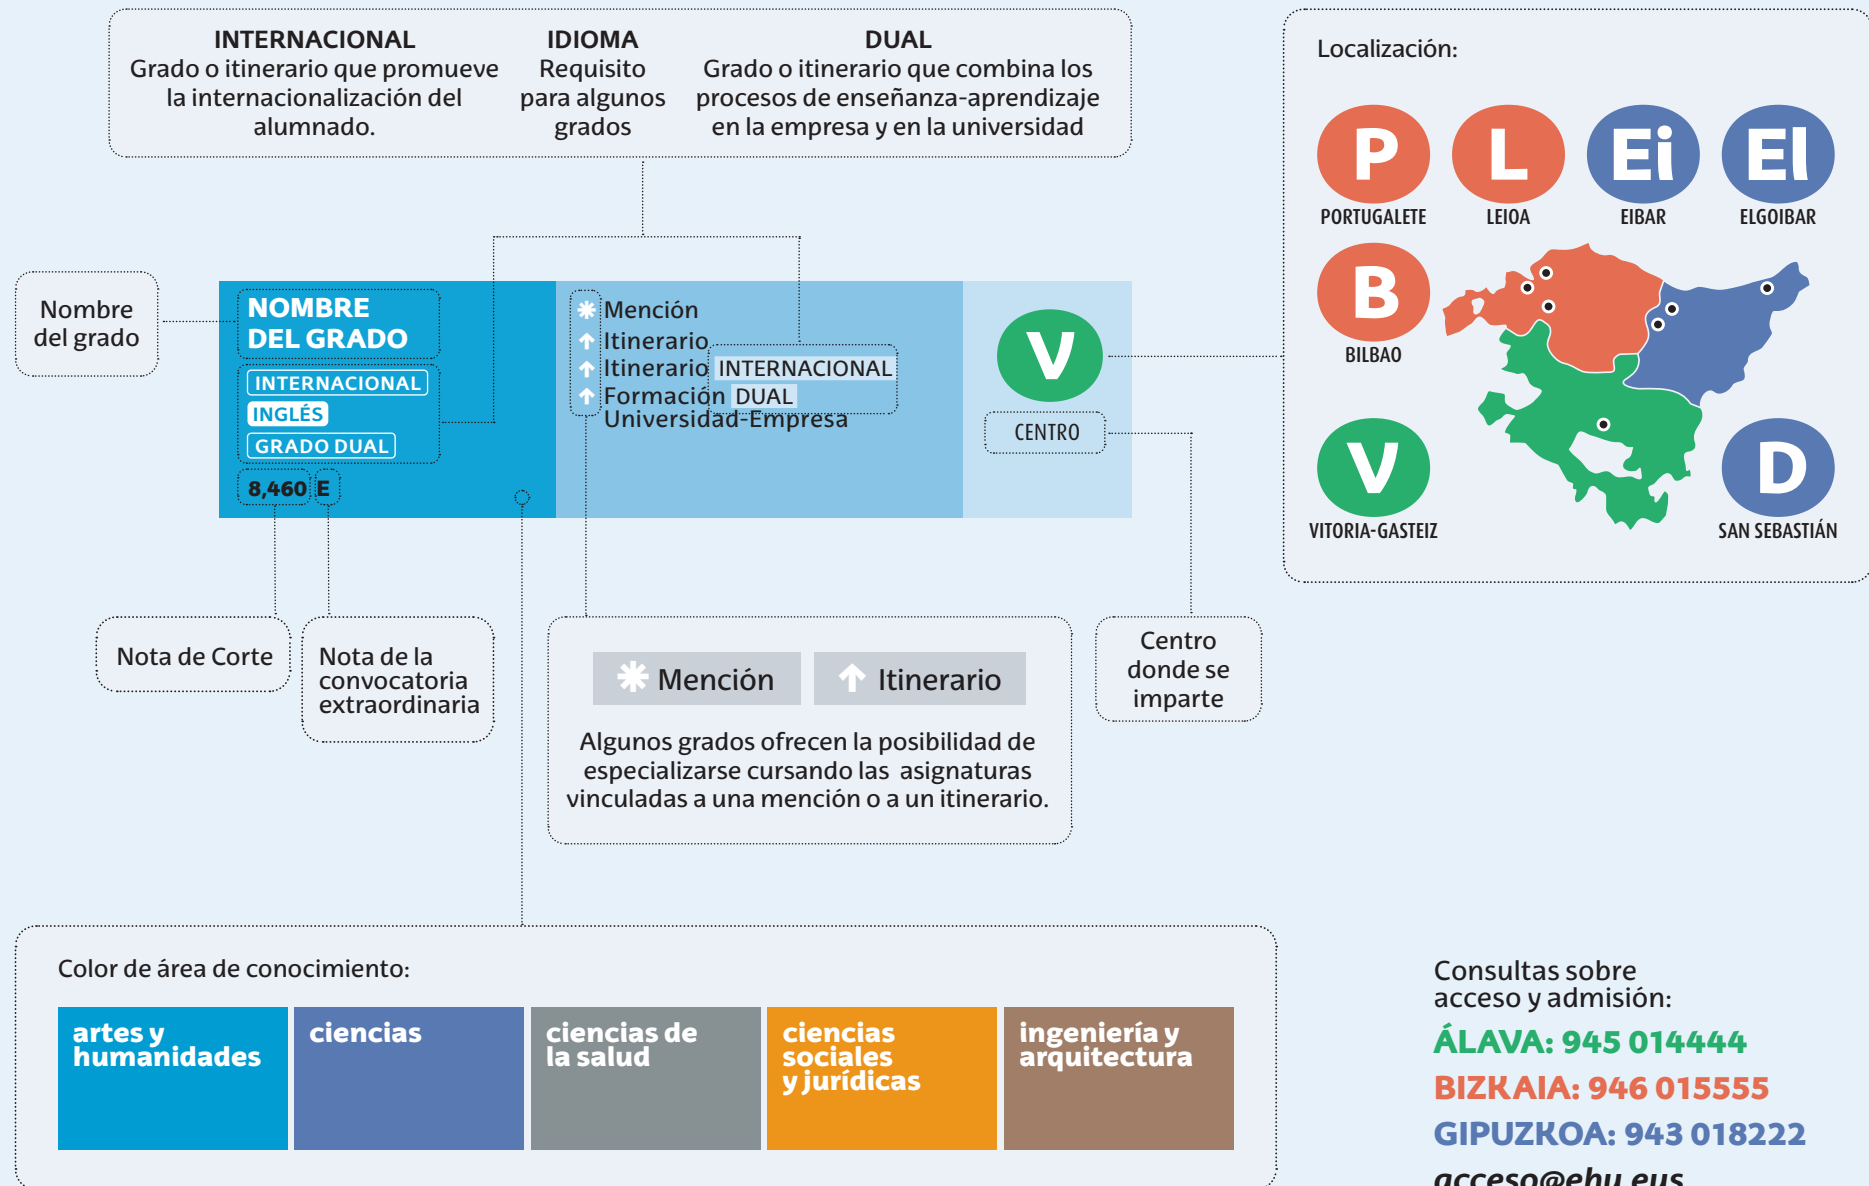 INTERNACIONAL
Grado o itinerario que promueve
la internacionalización del
alumnado.
IDIOMA
Requisito
para algunos
grados
DUAL
Grado o itinerario que combina los
procesos de enseñanza-aprendizaje
en la empresa y en la universidad
Localización:
P
PORTUGALETE
L
LEIOA
Ei
EIBAR
El
ELGOIBAR
B
BILBAO
V
VITORIA-GASTEIZ
D
SAN SEBASTIÁN
Nombre
del grado
NOMBRE
DEL GRADO
INTERNACIONAL
INGLÉS
GRADO DUAL
8,460 E
Mención
Itinerario
Itinerario INTERNACIONAL
Formación DUAL
Universidad-Empresa
V
CENTRO
Nota de Corte
Nota de la
convocatoria
extraordinaria
Mención
Itinerario
Algunos grados ofrecen la posibilidad de
especializarse cursando las asignaturas
vinculadas a una mención o a un itinerario.
Centro
donde se
imparte
Color de área de conocimiento:
artes y
humanidades
ciencias
ciencias de
la salud
ciencias
sociales
y jurídicas
ingeniería y
arquitectura
Consultas sobre
acceso y admisión:
ÁLAVA: 945 014444
BIZKAIA: 946 015555
GIPUZKOA: 943 018222
acceso@ehu.eus